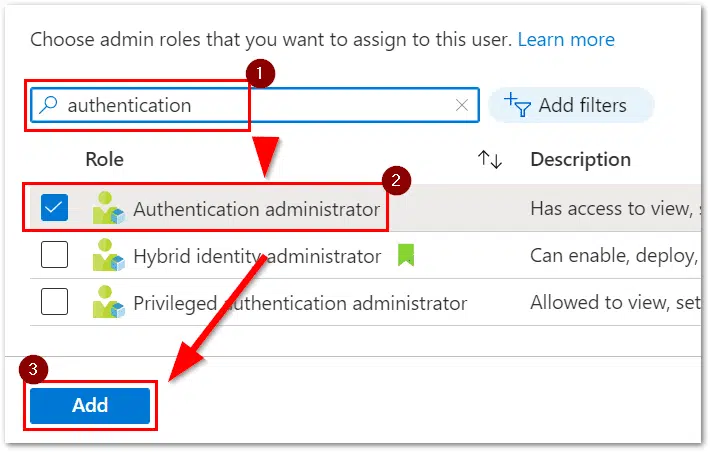 Choose admin roles that you want to assign to this user. Learn more
1
authentication
Add filters
Role Description
2
Authentication administrator Has access to view, s
Hybrid identity administrator Can enable, deploy,
Privileged authentication administrator Allowed to view, set
3
Add